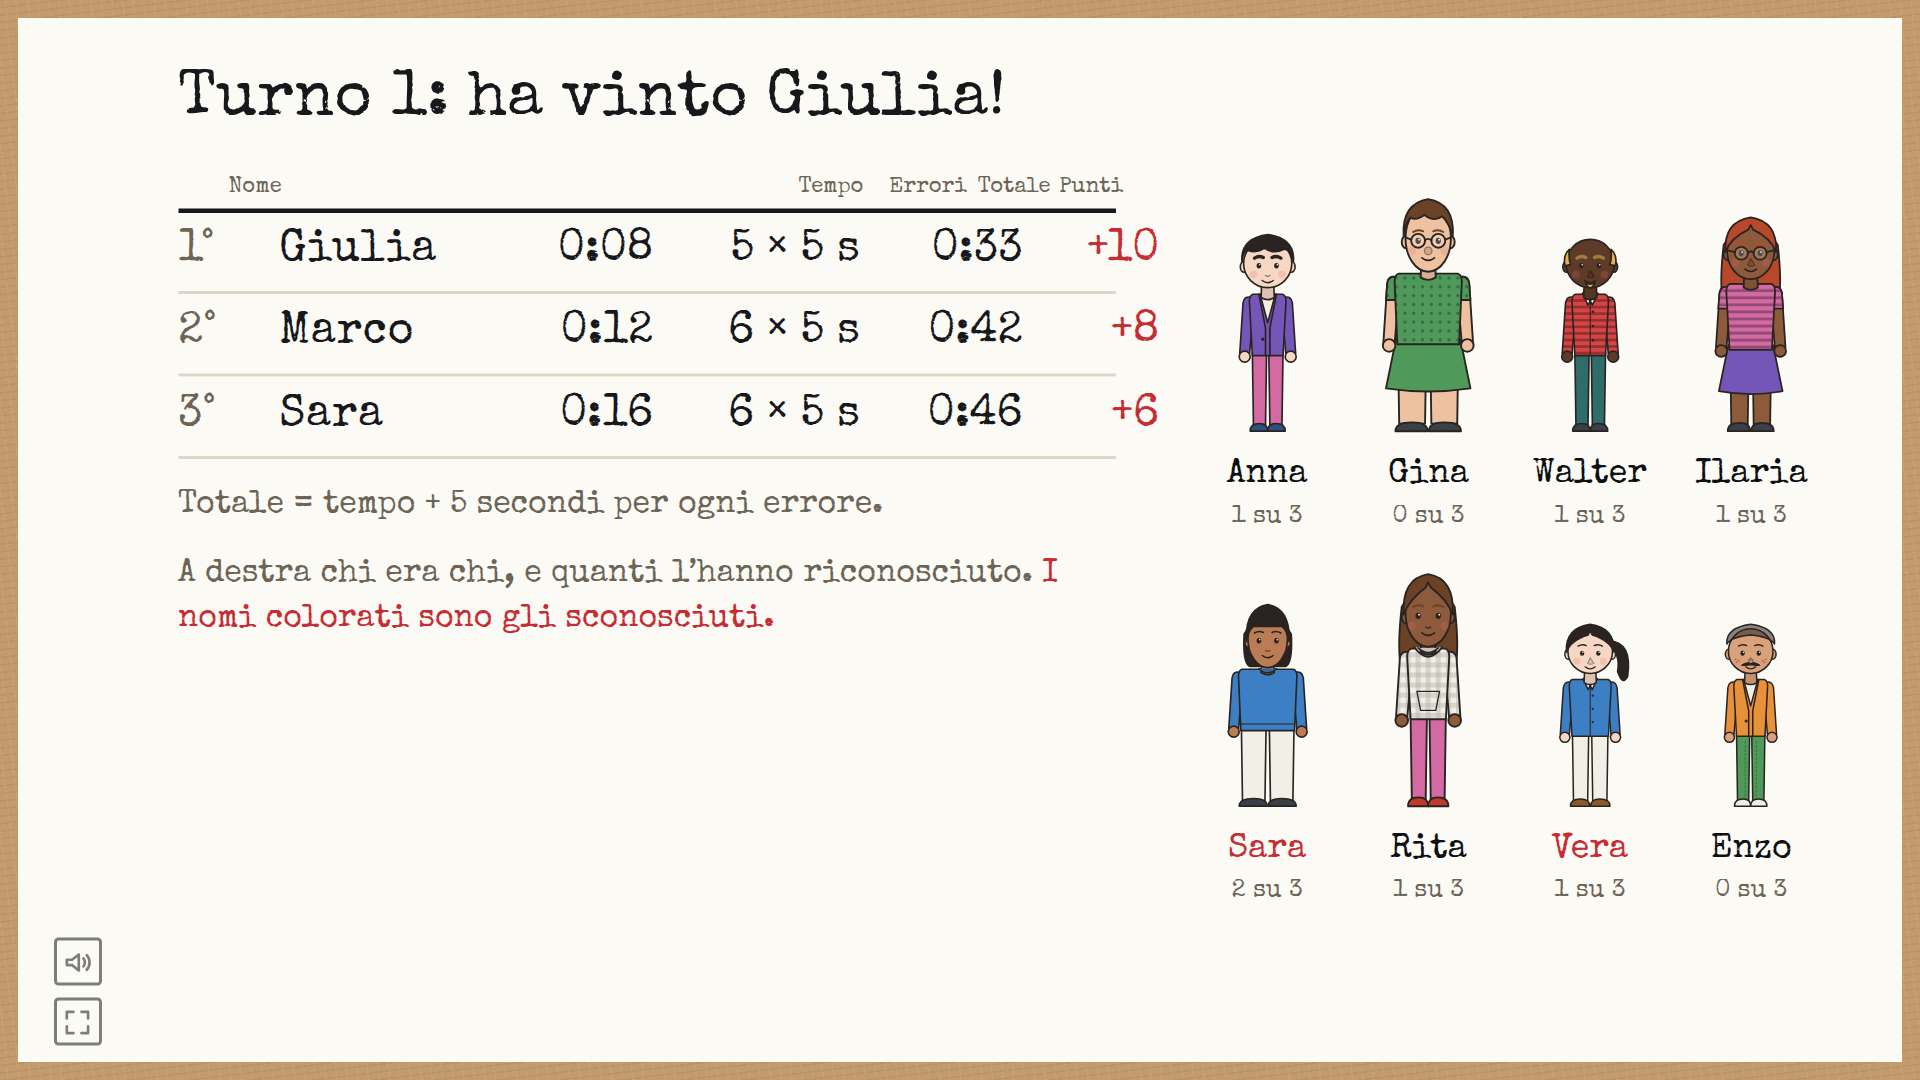 Turno 1: ha vinto Giulia!
Nome Tempo Errori Totale Punti
1° Giulia 0:08 5 × 5 s 0:33 +10
2° Marco 0:12 6 × 5 s 0:42 +8
3° Sara 0:16 6 × 5 s 0:46 +6
Totale = tempo + 5 secondi per ogni errore.
A destra chi era chi, e quanti l’hanno riconosciuto. I
nomi colorati sono gli sconosciuti.
Anna Gina Walter Ilaria
1 su 3 0 su 3 1 su 3 1 su 3
Sara Rita Vera Enzo
2 su 3 1 su 3 1 su 3 0 su 3